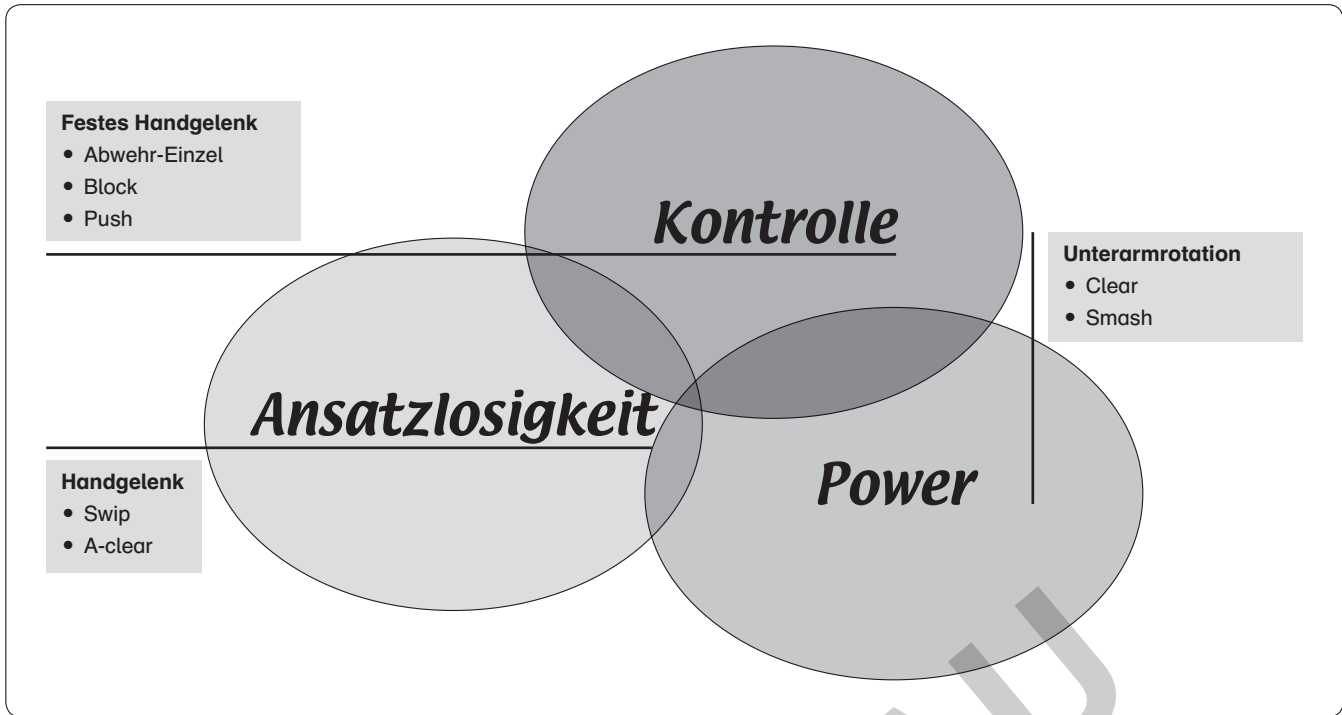 Festes Handgelenk
• Abwehr-Einzel
• Block
• Push
Kontrolle
Unterarmrotation
• Clear
• Smash
Ansatzlosigkeit
Handgelenk
• Swip
• A-clear
Power
U